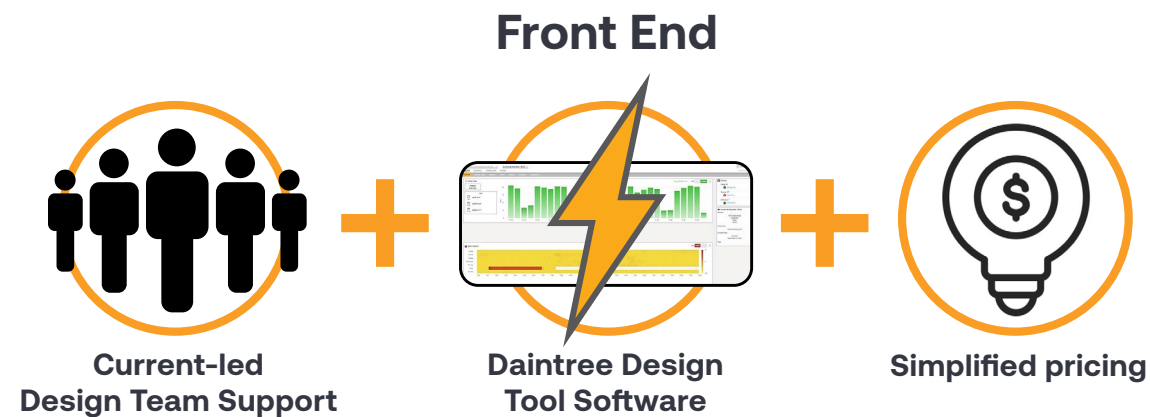 Front End
$
Current-led
Design Team Support
Daintree Design
Tool Software
Simplified pricing